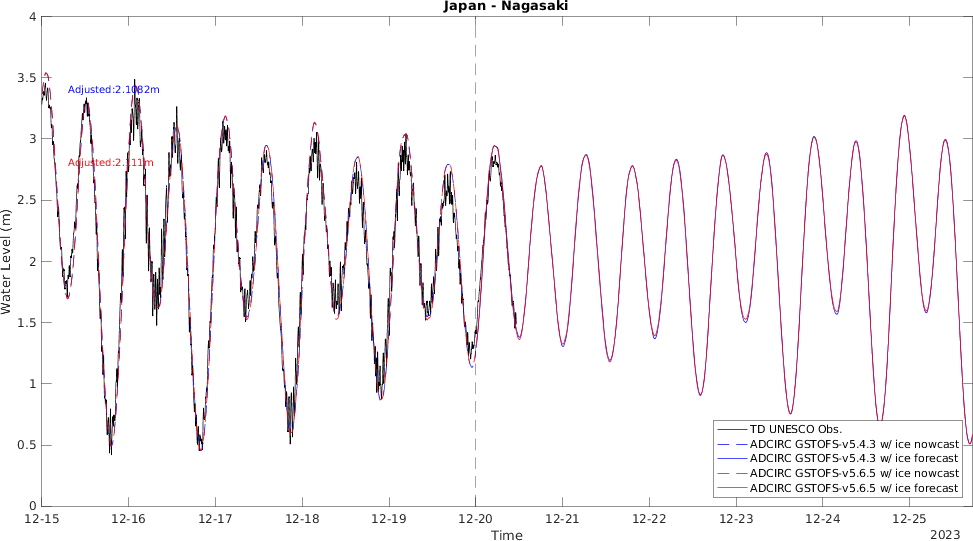 Japan - Nagasaki
4
3.5
3
2.5
2
1.5
1
0.5
0
Water Level (m)
Adjusted:2.1082m
Adjusted:2.111m
TD UNESCO Obs.
ADCIRC GSTOFS-v5.4.3 w/ ice nowcast
ADCIRC GSTOFS-v5.4.3 w/ ice forecast
ADCIRC GSTOFS-v5.6.5 w/ ice nowcast
ADCIRC GSTOFS-v5.6.5 w/ ice forecast
12-15 12-16 12-17 12-18 12-19 12-20 12-21 12-22 12-23 12-24 12-25
Time
2023